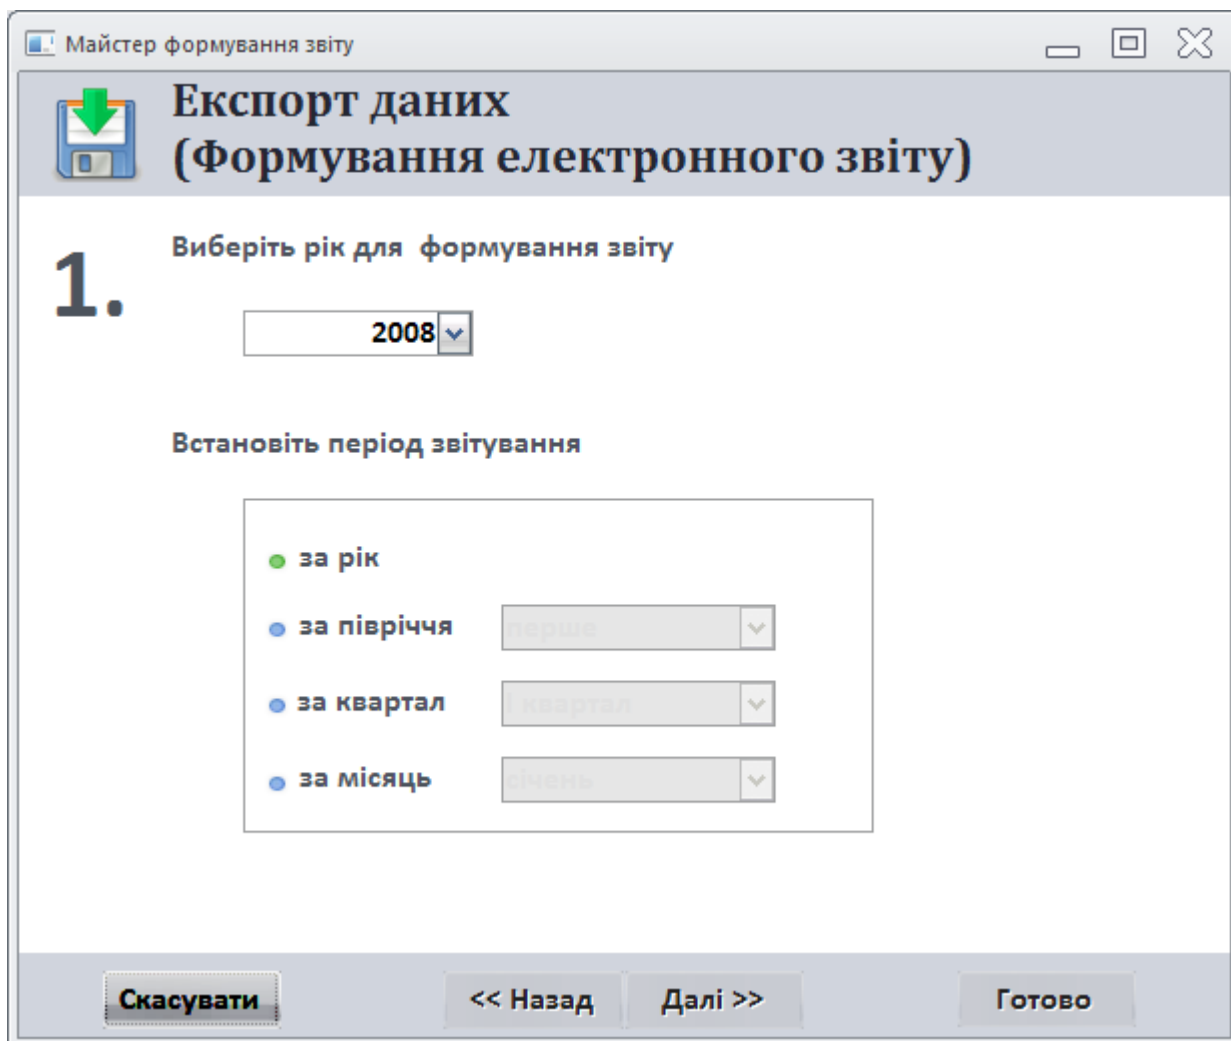 Майстер формування звіту
Експорт даних
(Формування електронного звіту)
1.
Виберіть рік для формування звіту
2008
Встановіть період звітування
за рік
за півріччя перше
за квартал І квартал
за місяць січень
Скасувати << Назад Далі >> Готово